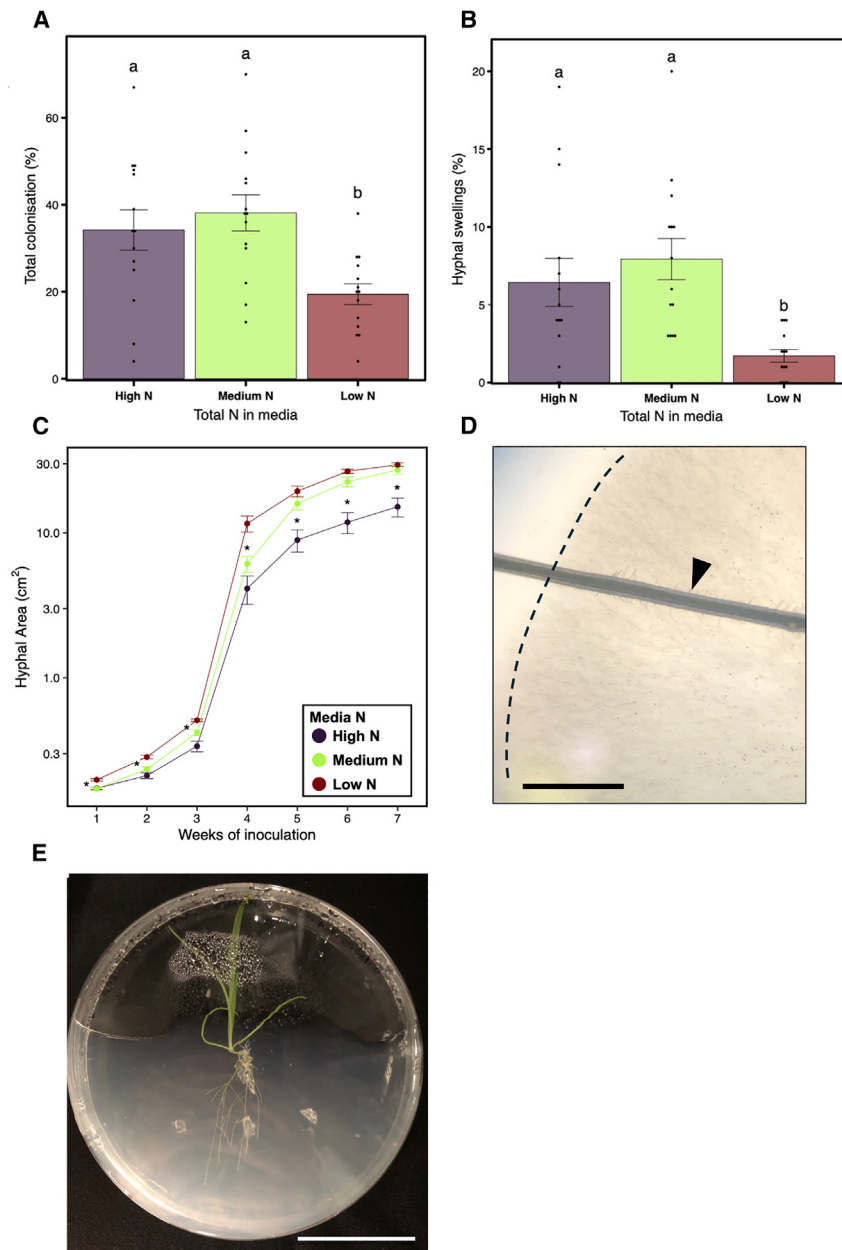 A
Total colonisation (%)
60
40
20
0
a
a
b
High N
Medium N
Low N
Total N in media
B
Hyphal swellings (%)
20
15
10
5
0
a
a
b
High N
Medium N
Low N
Total N in media
C
Hyphal Area (cm²)
30.0
10.0
3.0
1.0
0.3
*
*
*
*
*
*
*
Media N
High N
Medium N
Low N
1 2 3 4 5 6 7
Weeks of inoculation
D
E